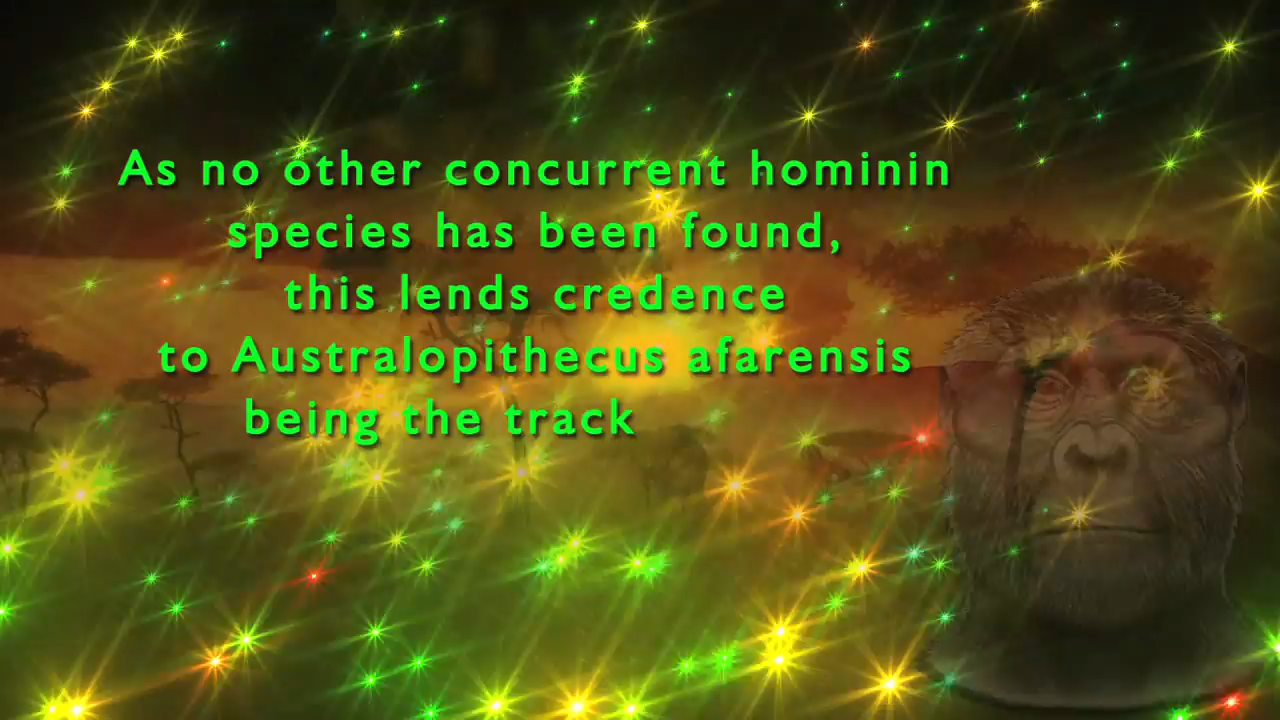 As no other concurrent hominin
species has been found,
this lends credence
to Australopithecus afarensis
being the track